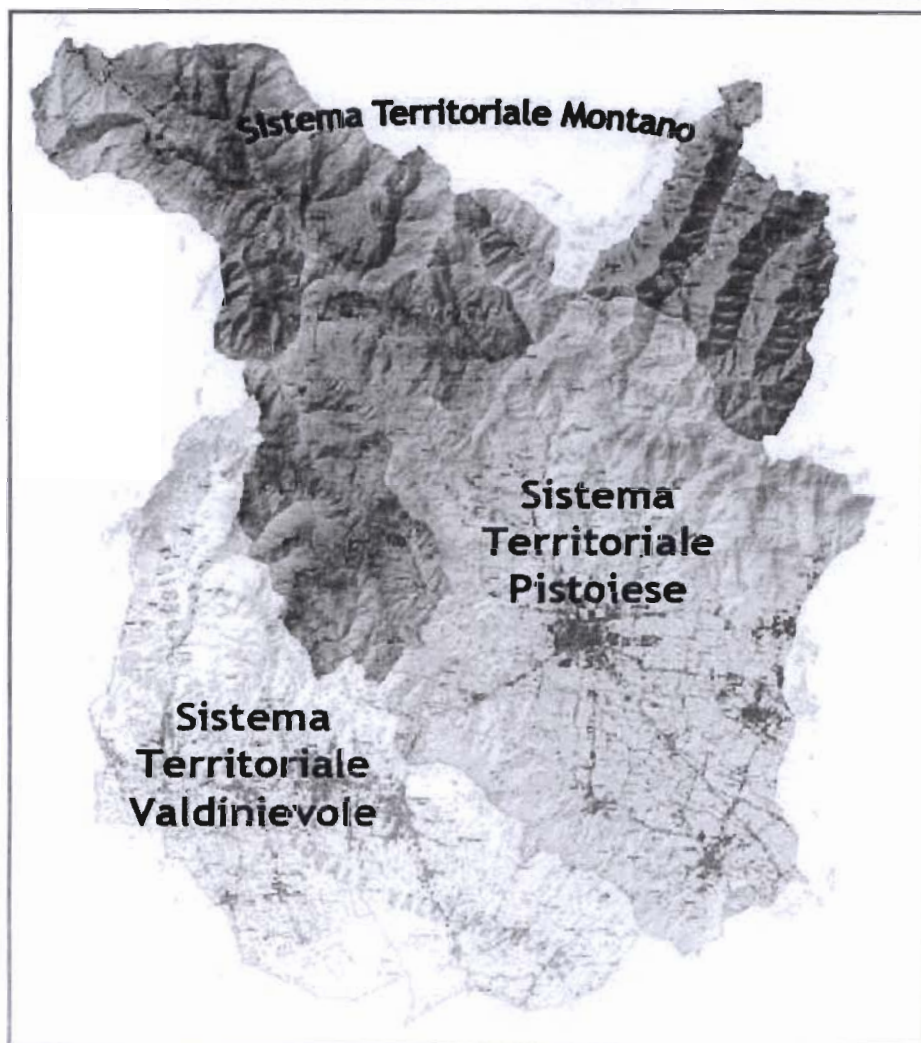 Sistema Territoriale Montano
Sistema
Territoriale
Pistoiese
Sistema
Territoriale
Valdinievole